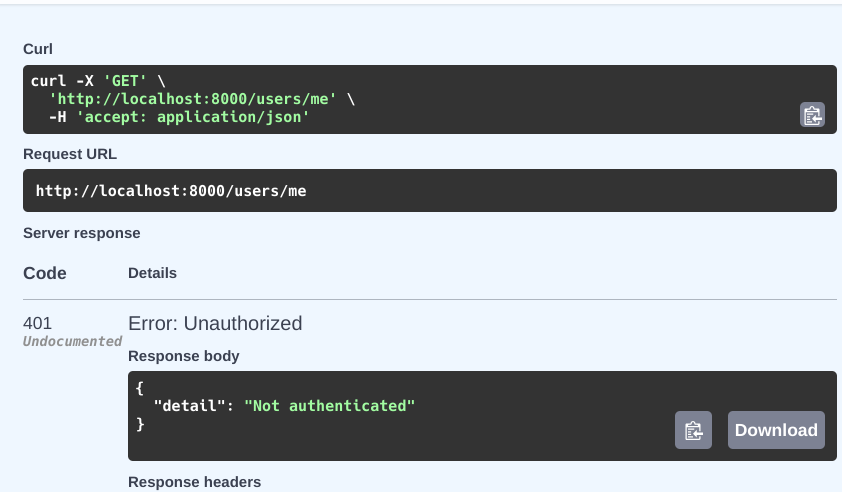 Curl
curl -X 'GET' \
  'http://localhost:8000/users/me' \
  -H 'accept: application/json'
Request URL
http://localhost:8000/users/me
Server response
Code Details
401 Error: Unauthorized
Undocumented
Response body
{
  "detail": "Not authenticated"
}
Download
Response headers